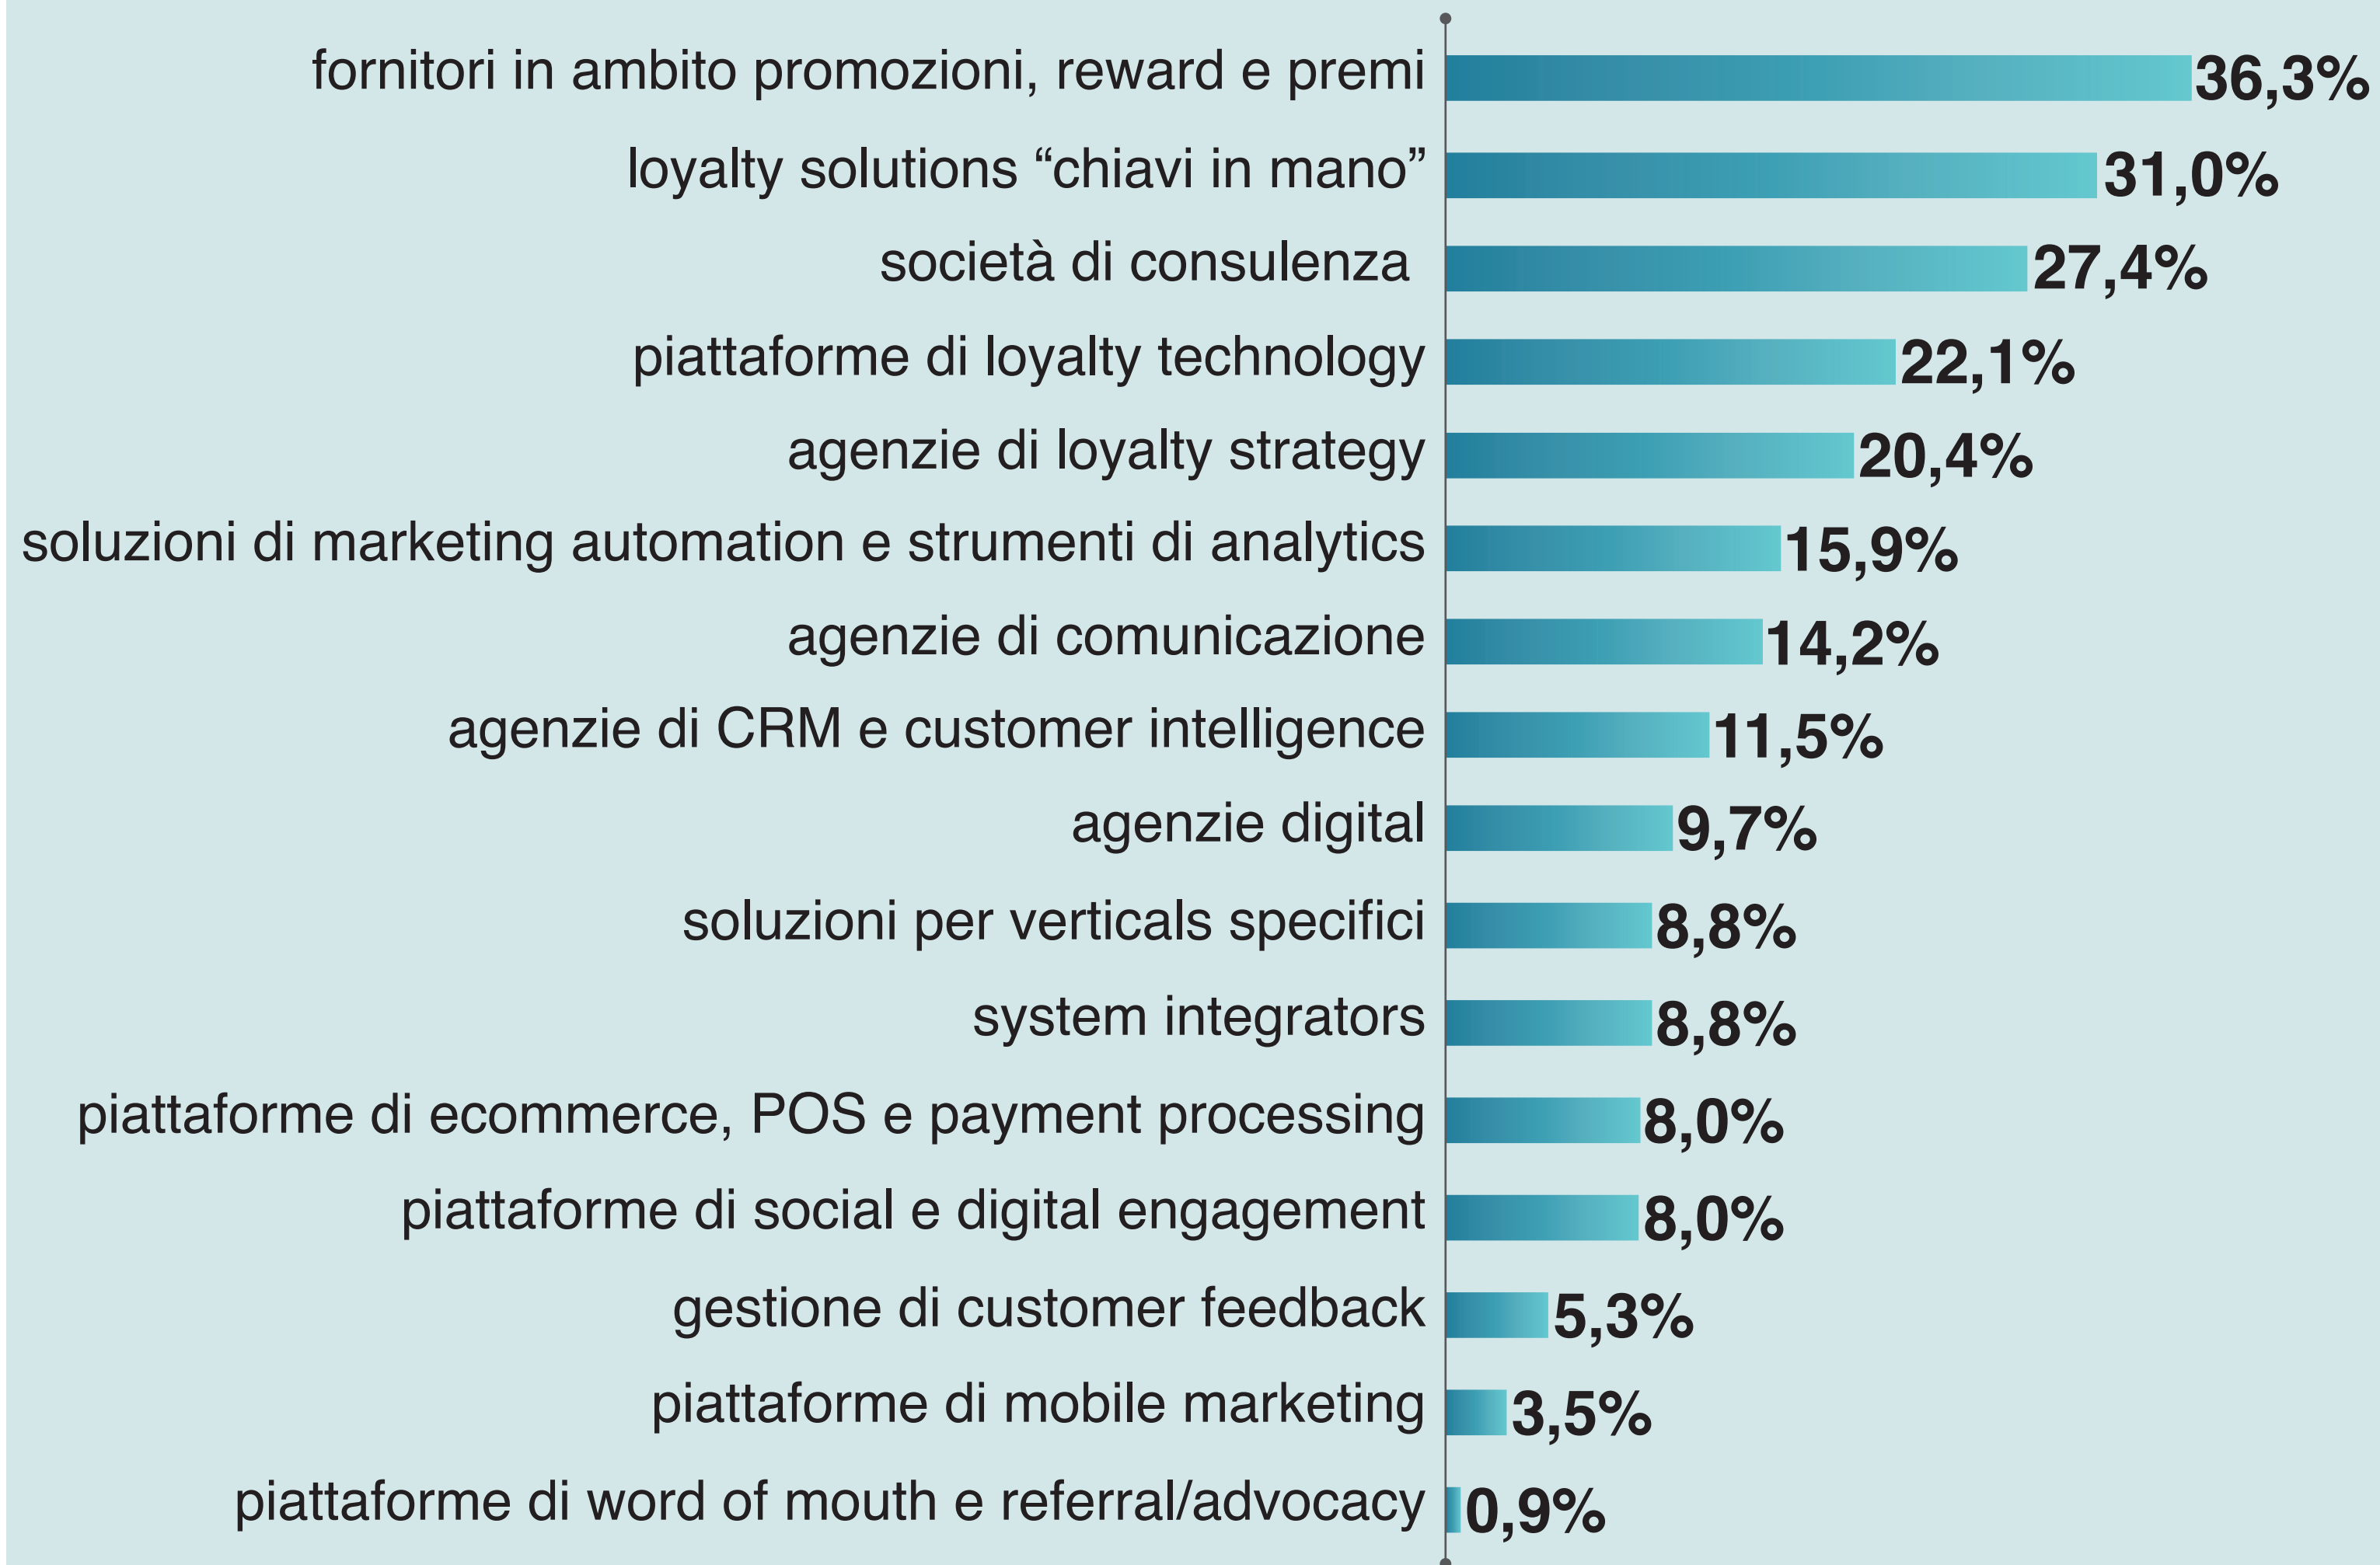 fornitori in ambito promozioni, reward e premi 36,3%
loyalty solutions “chiavi in mano” 31,0%
società di consulenza 27,4%
piattaforme di loyalty technology 22,1%
agenzie di loyalty strategy 20,4%
soluzioni di marketing automation e strumenti di analytics 15,9%
agenzie di comunicazione 14,2%
agenzie di CRM e customer intelligence 11,5%
agenzie digital 9,7%
soluzioni per verticals specifici 8,8%
system integrators 8,8%
piattaforme di ecommerce, POS e payment processing 8,0%
piattaforme di social e digital engagement 8,0%
gestione di customer feedback 5,3%
piattaforme di mobile marketing 3,5%
piattaforme di word of mouth e referral/advocacy 0,9%